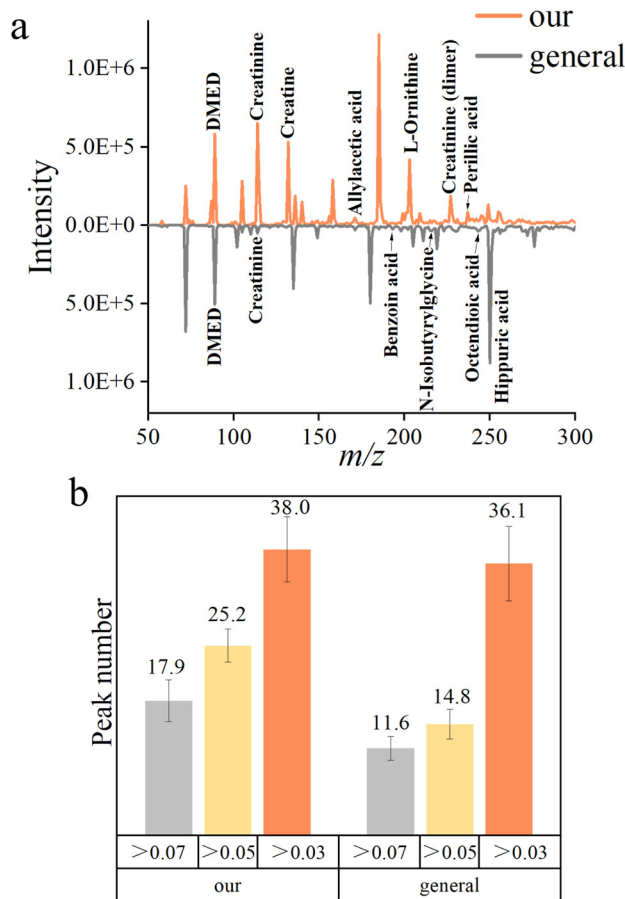 a
our
general
Intensity
1.0E+6
5.0E+5
0.0E+0
5.0E+5
1.0E+6
DMED
Creatinine
Creatine
Allylacetic acid
L-Ornithine
Creatinine (dimer)
Perillic acid
DMED
Creatinine
Benzoin acid
N-Isobutyrylglycine
Octendioic acid
Hippuric acid
50 100 150 200 250 300
m/z
b
Peak number
17.9 25.2 38.0 11.6 14.8 36.1
>0.07 >0.05 >0.03 >0.07 >0.05 >0.03
our general